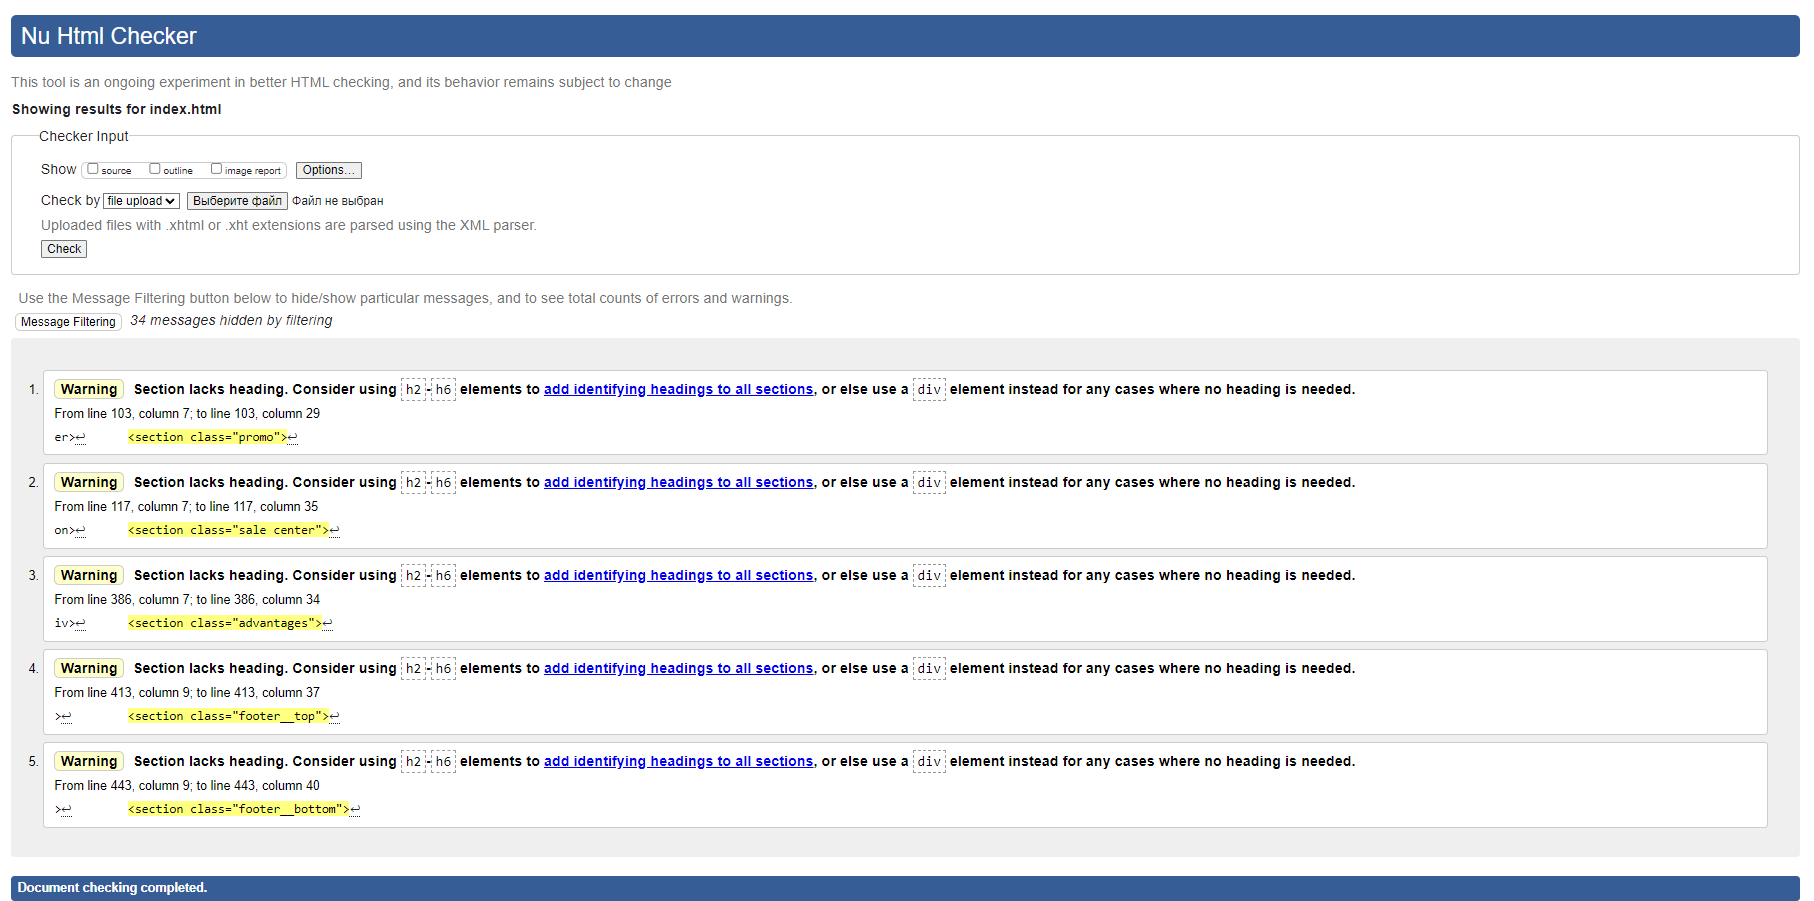 Nu Html Checker
This tool is an ongoing experiment in better HTML checking, and its behavior remains subject to change
Showing results for index.html
Checker Input
Show source outline image report Options...
Check by file upload Выберите файл Файл не выбран
Uploaded files with .xhtml or .xht extensions are parsed using the XML parser.
Check
Use the Message Filtering button below to hide/show particular messages, and to see total counts of errors and warnings.
Message Filtering 34 messages hidden by filtering
1. Warning Section lacks heading. Consider using h2-h6 elements to add identifying headings to all sections, or else use a div element instead for any cases where no heading is needed.
From line 103, column 7; to line 103, column 29
er>↩ <section class="promo">↩
2. Warning Section lacks heading. Consider using h2-h6 elements to add identifying headings to all sections, or else use a div element instead for any cases where no heading is needed.
From line 117, column 7; to line 117, column 35
on>↩ <section class="sale center">↩
3. Warning Section lacks heading. Consider using h2-h6 elements to add identifying headings to all sections, or else use a div element instead for any cases where no heading is needed.
From line 386, column 7; to line 386, column 34
iv>↩ <section class="advantages">↩
4. Warning Section lacks heading. Consider using h2-h6 elements to add identifying headings to all sections, or else use a div element instead for any cases where no heading is needed.
From line 413, column 9; to line 413, column 37
>↩ <section class="footer__top">↩
5. Warning Section lacks heading. Consider using h2-h6 elements to add identifying headings to all sections, or else use a div element instead for any cases where no heading is needed.
From line 443, column 9; to line 443, column 40
>↩ <section class="footer__bottom">↩
Document checking completed.